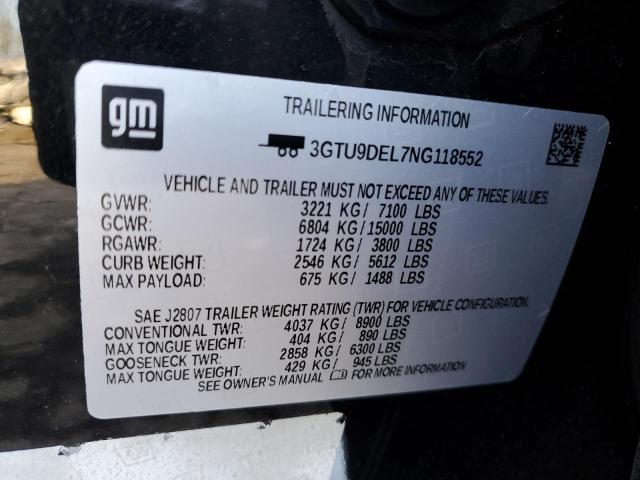 gm
TRAILERING INFORMATION
3GTU9DEL7NG118552
VEHICLE AND TRAILER MUST NOT EXCEED ANY OF THESE VALUES.
GVWR: 3221 KG/ 7100 LBS
GCWR: 6804 KG/15000 LBS
RGAWR: 1724 KG/ 3800 LBS
CURB WEIGHT: 2546 KG/ 5612 LBS
MAX PAYLOAD: 675 KG/ 1488 LBS
SAE J2807 TRAILER WEIGHT RATING (TWR) FOR VEHICLE CONFIGURATION.
CONVENTIONAL TWR: 4037 KG/ 8900 LBS
MAX TONGUE WEIGHT: 404 KG/ 890 LBS
GOOSENECK TWR: 2858 KG/ 6300 LBS
MAX TONGUE WEIGHT: 429 KG/ 945 LBS
SEE OWNER'S MANUAL FOR MORE INFORMATION